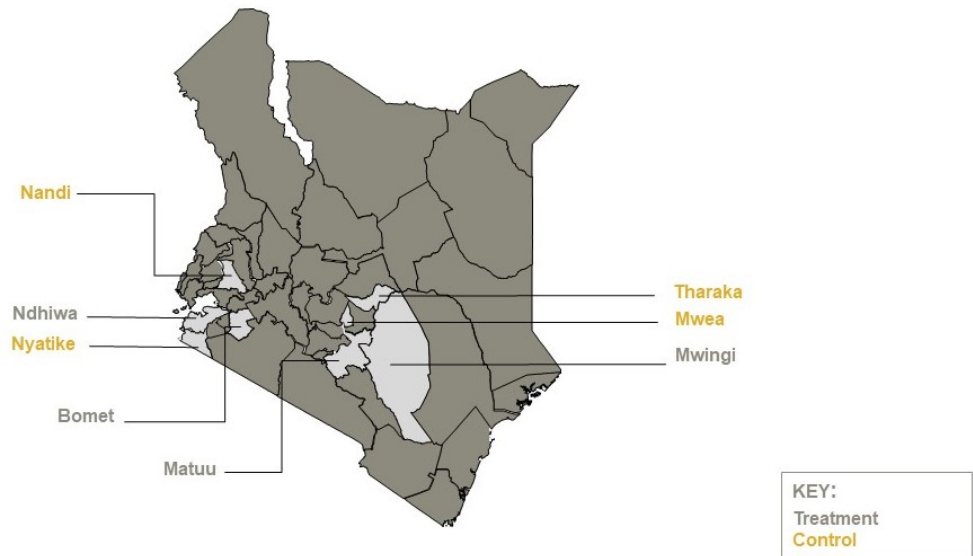 Nandi
Ndhiwa
Nyatike
Bomet
Matuu
Tharaka
Mwea
Mwingi
KEY:
Treatment
Control